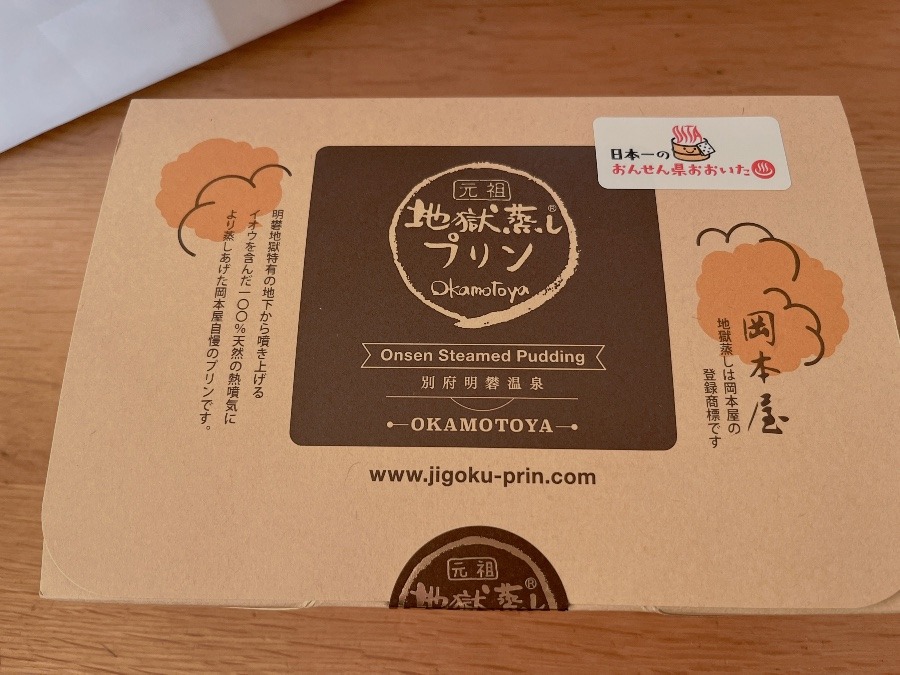 日本一の
おんせん県おおいた
元祖
地獄蒸し®
プリン
Okamotoya
Onsen Steamed Pudding
別府明礬温泉
OKAMOTOYA
明礬地獄特有の地下から噴き上げる
イオウを含んだ一〇〇%天然の熱噴気に
より蒸しあげた岡本屋自慢のプリンです。
岡本屋
地獄蒸しは岡本屋の
登録商標です
www.jigoku-prin.com
元祖
地獄蒸し®